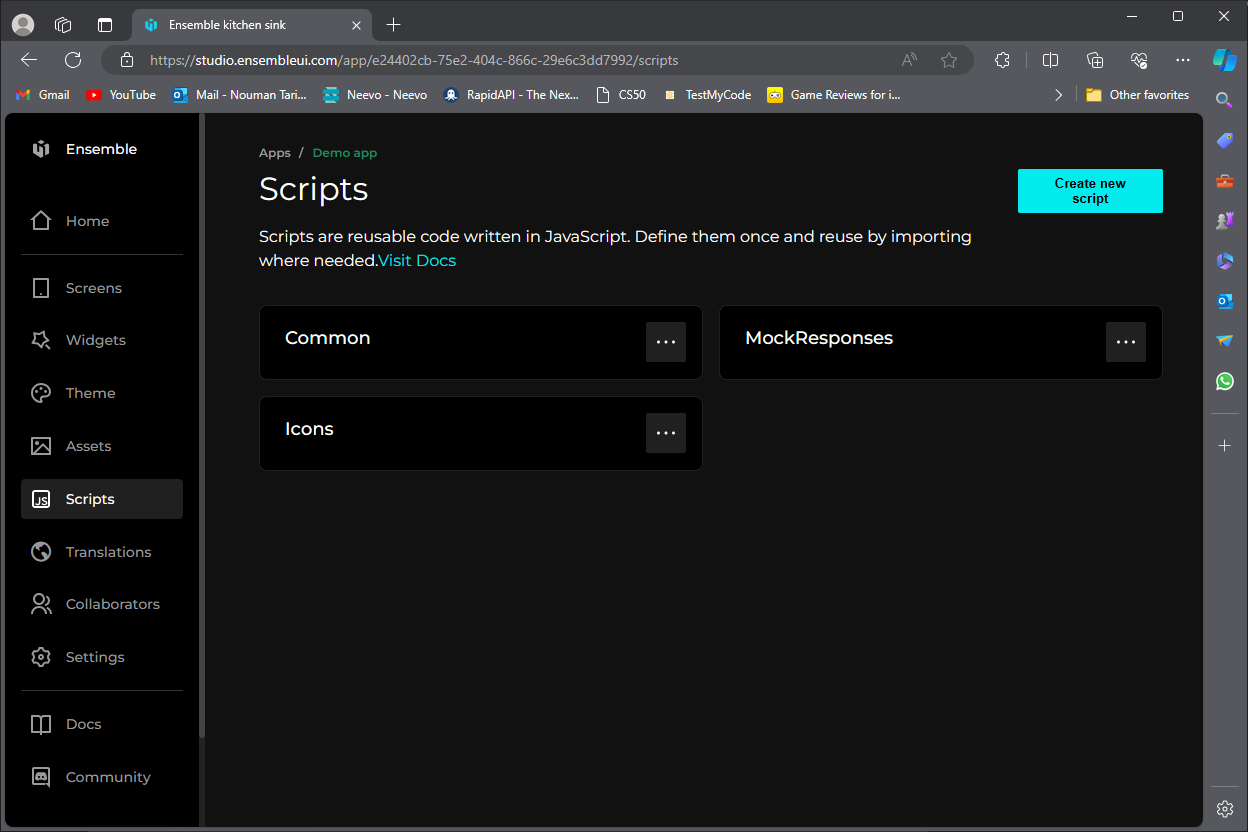 Ensemble kitchen sink
https://studio.ensembleui.com/app/e24402cb-75e2-404c-866c-29e6c3dd7992/scripts
Gmail
YouTube
Mail - Nouman Tari...
Neevo - Neevo
RapidAPI - The Nex...
CS50
TestMyCode
Game Reviews for i...
Other favorites
Ensemble
Home
Screens
Widgets
Theme
Assets
JS Scripts
Translations
Collaborators
Settings
Docs
Community
Apps / Demo app
Scripts
Create new
script
Scripts are reusable code written in JavaScript. Define them once and reuse by importing
where needed.Visit Docs
Common
...
MockResponses
...
Icons
...